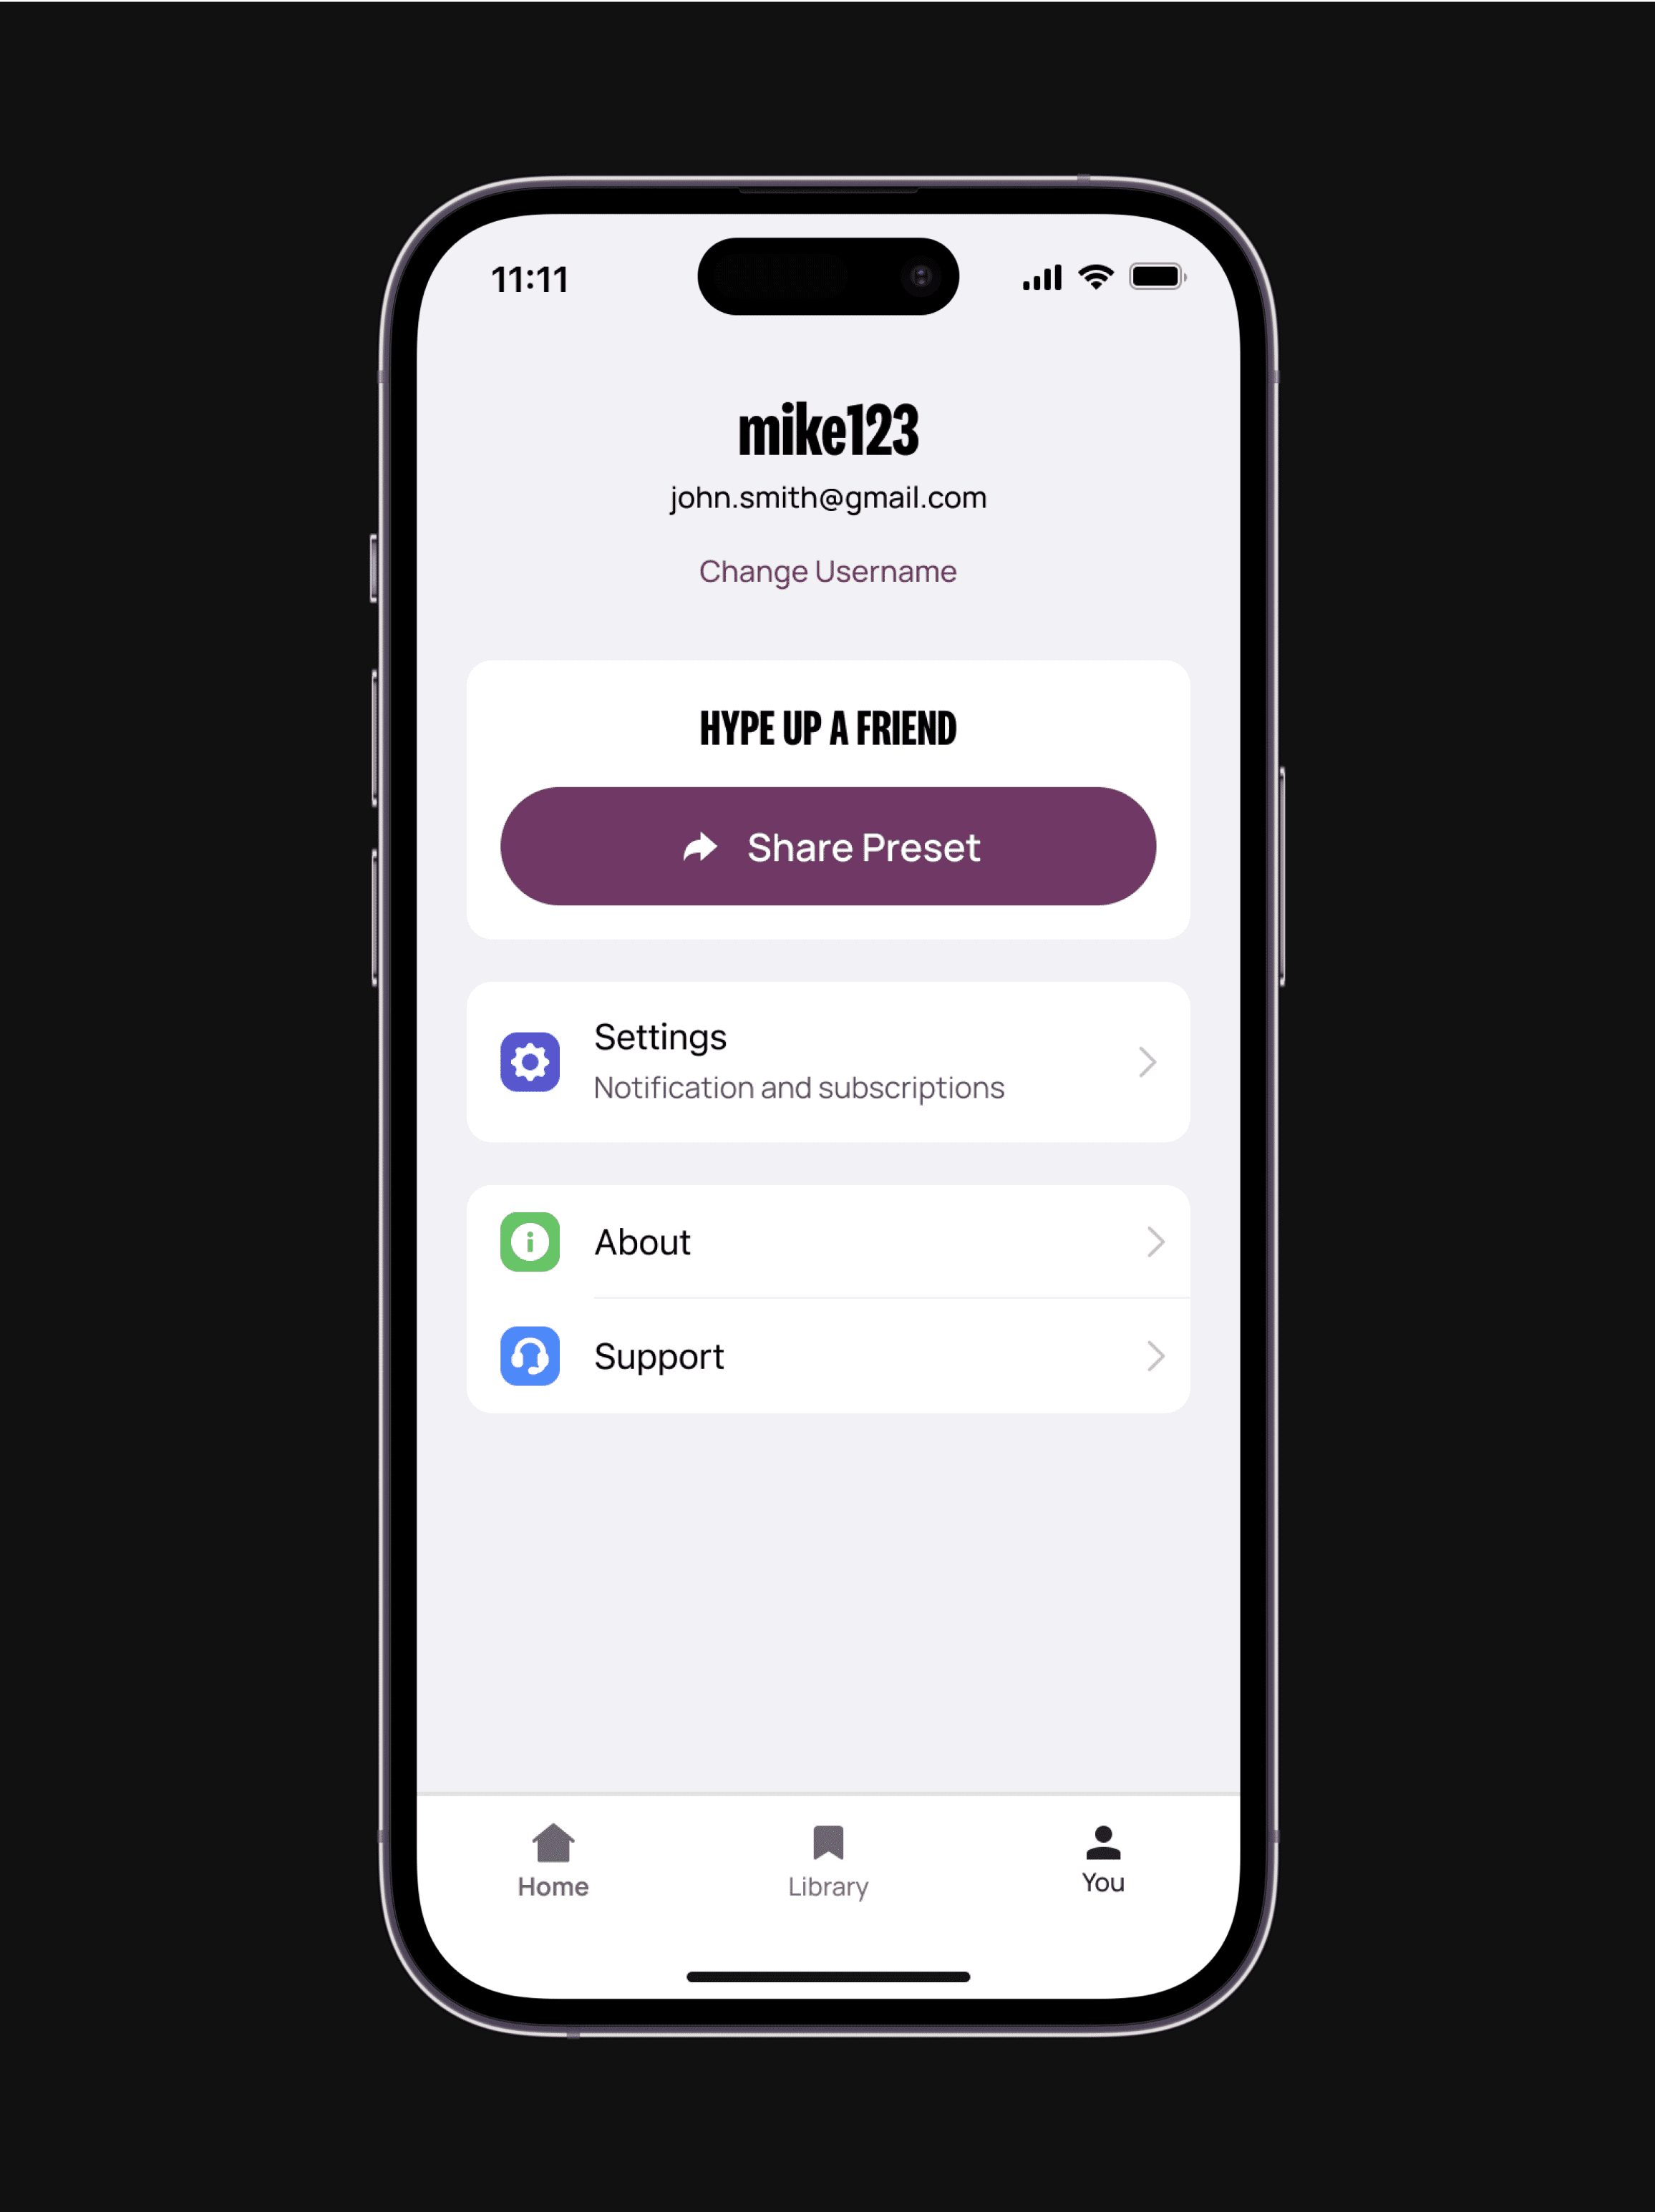 11:11
mike123
john.smith@gmail.com
Change Username
HYPE UP A FRIEND
Share Preset
Settings
Notification and subscriptions
About
Support
Home
Library
You